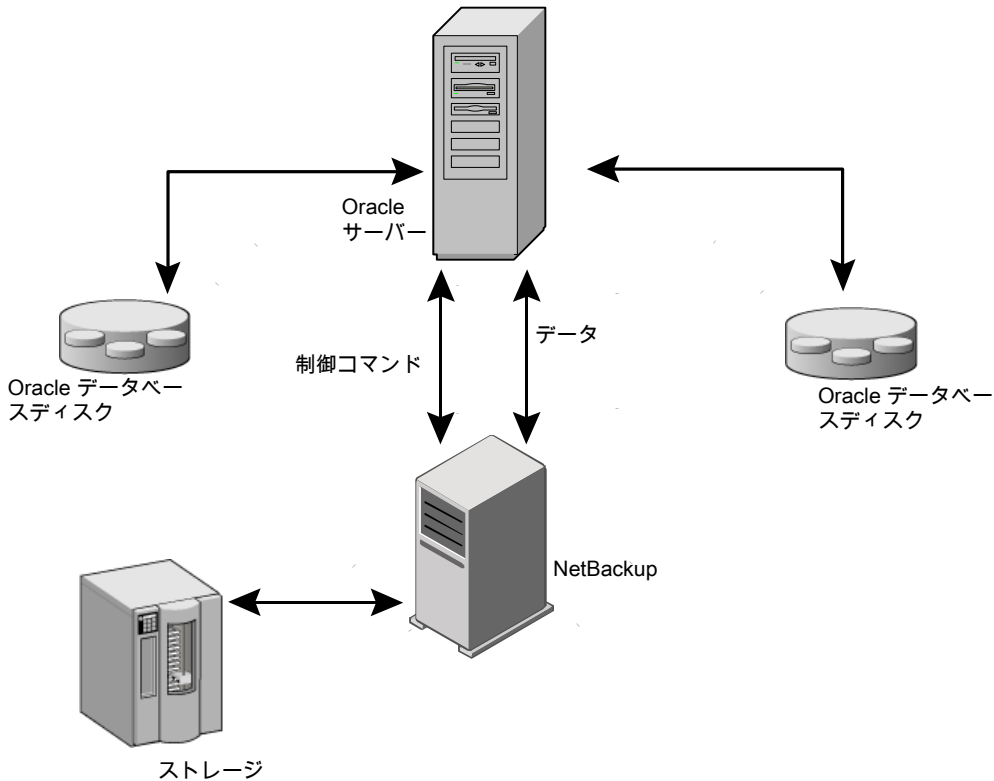 Oracle
サーバー
データ
制御コマンド
Oracle データベー
スディスク
Oracle データベー
スディスク
NetBackup
ストレージ